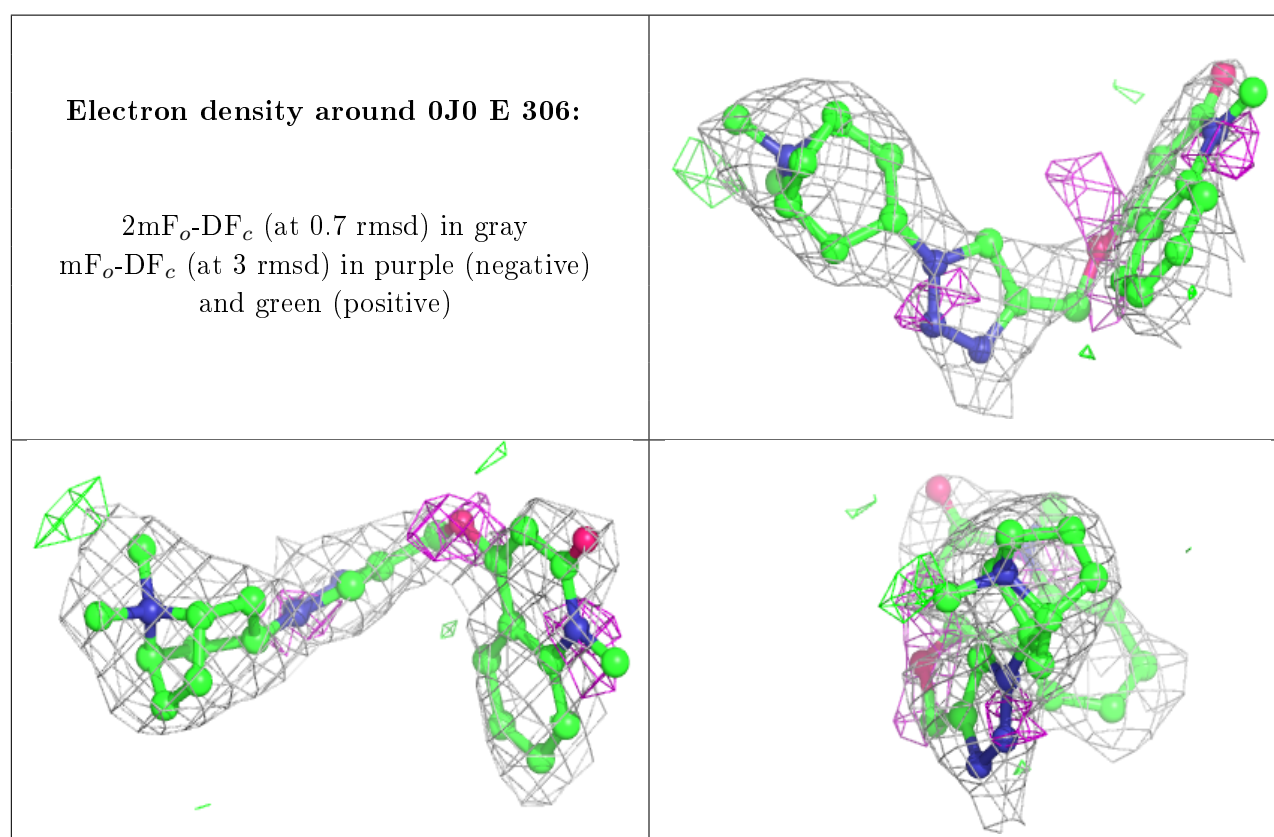 Electron density around 0J0 E 306:
2mFo-DFc (at 0.7 rmsd) in gray
mFo-DFc (at 3 rmsd) in purple (negative)
and green (positive)